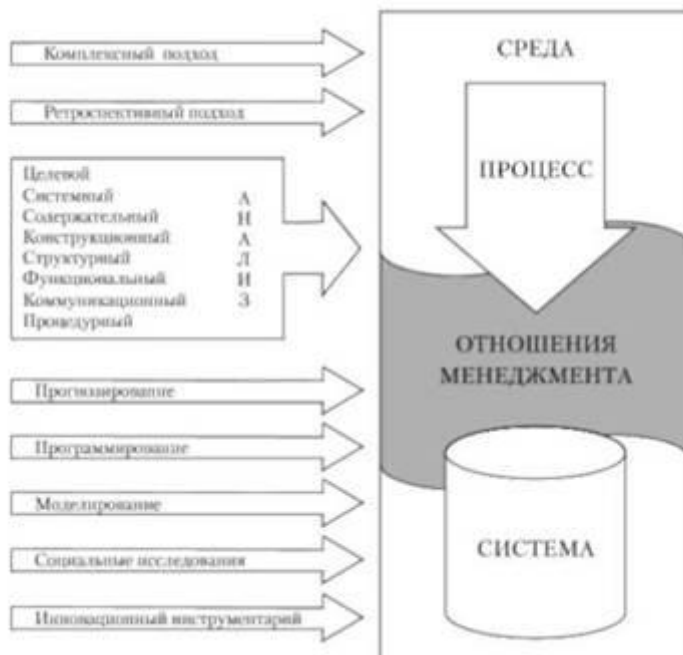 Комплексный подход
Ретроспективный подход
Целевой
Системный
Содержательный
Конструкционный
Структурный
Функциональный
Коммуникационный
Процедурный
А
Н
А
Л
И
З
Прогнозирование
Программирование
Моделирование
Социальные исследования
Инновационный инструментарий
СРЕДА
ПРОЦЕСС
ОТНОШЕНИЯ
МЕНЕДЖМЕНТА
СИСТЕМА